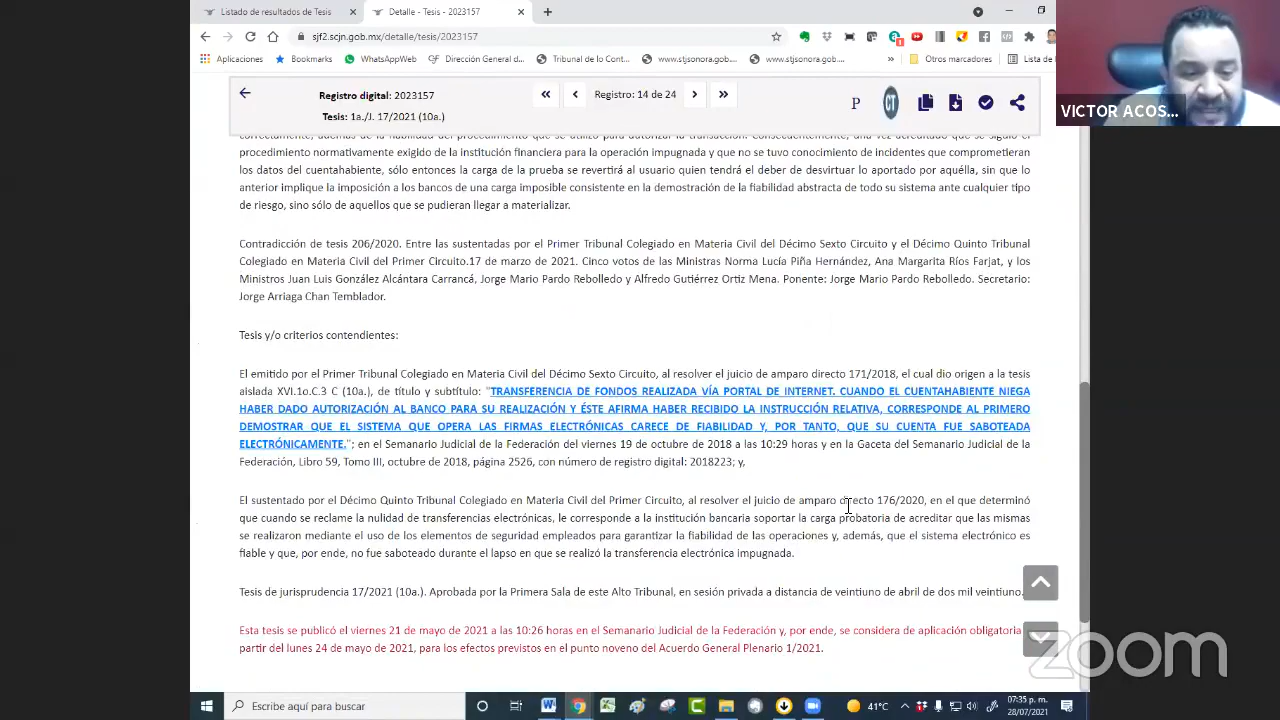 Listado de resultados de Tesis
Detalle - Tesis - 2023157
sjf2.scjn.gob.mx/detalle/tesis/2023157
Aplicaciones
Bookmarks
WhatsAppWeb
Dirección General d...
Tribunal de lo Cont...
www.stjsonora.gob....
www.stjsonora.gob....
Otros marcadores
Lista de
VICTOR ACOS...
Registro digital: 2023157
Tesis: 1a./J. 17/2021 (10a.)
Registro: 14 de 24
P
CT
correctamente, además de la fiabilidad del procedimiento que se utilizó para autorizar la transacción. Consecuentemente, una vez acreditado que se siguió el
procedimiento normativamente exigido de la institución financiera para la operación impugnada y que no se tuvo conocimiento de incidentes que comprometieran
los datos del cuentahabiente, sólo entonces la carga de la prueba se revertirá al usuario quien tendrá el deber de desvirtuar lo aportado por aquélla, sin que lo
anterior implique la imposición a los bancos de una carga imposible consistente en la demostración de la fiabilidad abstracta de todo su sistema ante cualquier tipo
de riesgo, sino sólo de aquellos que se pudieran llegar a materializar.
Contradicción de tesis 206/2020. Entre las sustentadas por el Primer Tribunal Colegiado en Materia Civil del Décimo Sexto Circuito y el Décimo Quinto Tribunal
Colegiado en Materia Civil del Primer Circuito.17 de marzo de 2021. Cinco votos de las Ministras Norma Lucía Piña Hernández, Ana Margarita Ríos Farjat, y los
Ministros Juan Luis González Alcántara Carrancá, Jorge Mario Pardo Rebolledo y Alfredo Gutiérrez Ortiz Mena. Ponente: Jorge Mario Pardo Rebolledo. Secretario:
Jorge Arriaga Chan Temblador.
Tesis y/o criterios contendientes:
El emitido por el Primer Tribunal Colegiado en Materia Civil del Décimo Sexto Circuito, al resolver el juicio de amparo directo 171/2018, el cual dio origen a la tesis
aislada XVI.1o.C.3 C (10a.), de título y subtítulo: "TRANSFERENCIA DE FONDOS REALIZADA VÍA PORTAL DE INTERNET. CUANDO EL CUENTAHABIENTE NIEGA
HABER DADO AUTORIZACIÓN AL BANCO PARA SU REALIZACIÓN Y ÉSTE AFIRMA HABER RECIBIDO LA INSTRUCCIÓN RELATIVA, CORRESPONDE AL PRIMERO
DEMOSTRAR QUE EL SISTEMA QUE OPERA LAS FIRMAS ELECTRÓNICAS CARECE DE FIABILIDAD Y, POR TANTO, QUE SU CUENTA FUE SABOTEADA
ELECTRÓNICAMENTE."; en el Semanario Judicial de la Federación del viernes 19 de octubre de 2018 a las 10:29 horas y en la Gaceta del Semanario Judicial de la
Federación, Libro 59, Tomo III, octubre de 2018, página 2526, con número de registro digital: 2018223; y,
El sustentado por el Décimo Quinto Tribunal Colegiado en Materia Civil del Primer Circuito, al resolver el juicio de amparo directo 176/2020, en el que determinó
que cuando se reclame la nulidad de transferencias electrónicas, le corresponde a la institución bancaria soportar la carga probatoria de acreditar que las mismas
se realizaron mediante el uso de los elementos de seguridad empleados para garantizar la fiabilidad de las operaciones y, además, que el sistema electrónico es
fiable y que, por ende, no fue saboteado durante el lapso en que se realizó la transferencia electrónica impugnada.
Tesis de jurisprudencia 17/2021 (10a.). Aprobada por la Primera Sala de este Alto Tribunal, en sesión privada a distancia de veintiuno de abril de dos mil veintiuno.
Esta tesis se publicó el viernes 21 de mayo de 2021 a las 10:26 horas en el Semanario Judicial de la Federación y, por ende, se considera de aplicación obligatoria
partir del lunes 24 de mayo de 2021, para los efectos previstos en el punto noveno del Acuerdo General Plenario 1/2021.
zoom
Escribe aquí para buscar
41°C
07:35 p. m.
28/07/2021